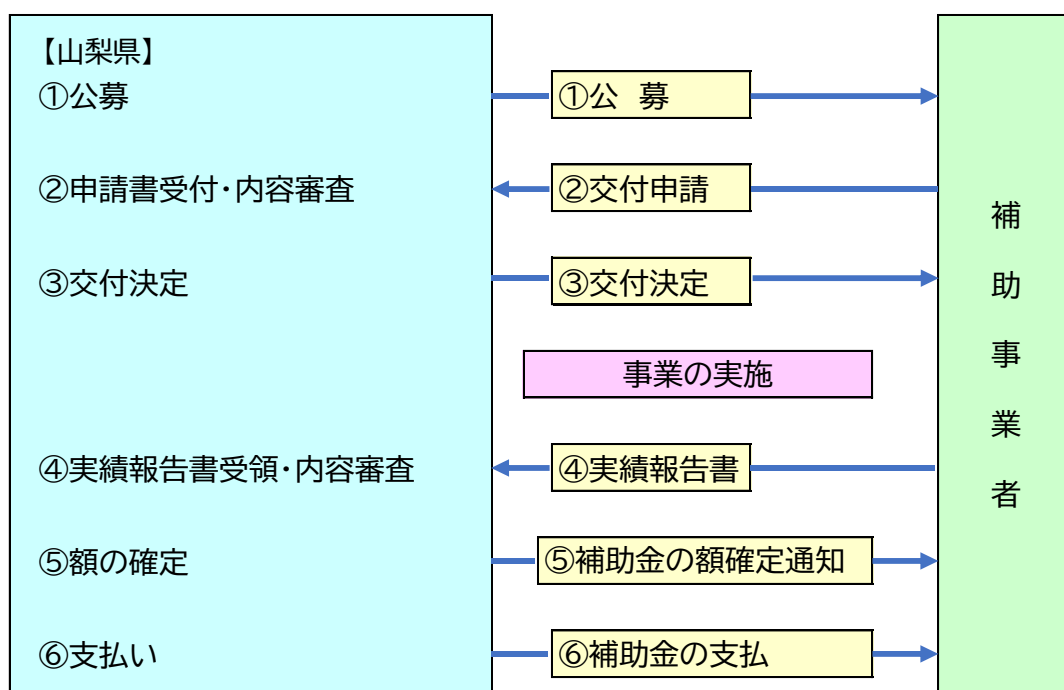 【山梨県】
①公募
①公 募
②申請書受付・内容審査
②交付申請
③交付決定
③交付決定
事業の実施
④実績報告書受領・内容審査
④実績報告書
⑤額の確定
⑤補助金の額確定通知
⑥支払い
⑥補助金の支払
補助事業者